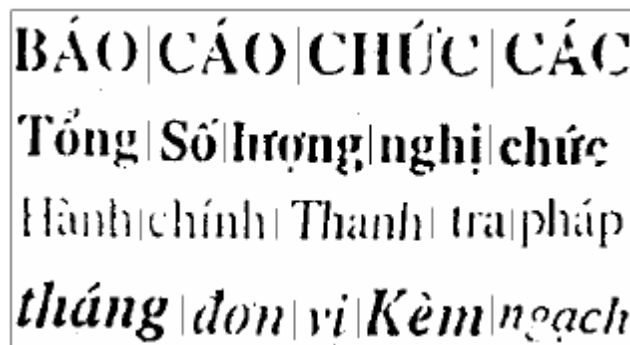 BÁO CÁO CHỨC CÁC
Tổng Số lượng nghị chức
Hành chính Thanh tra pháp
tháng đơn vị Kèm ngạch